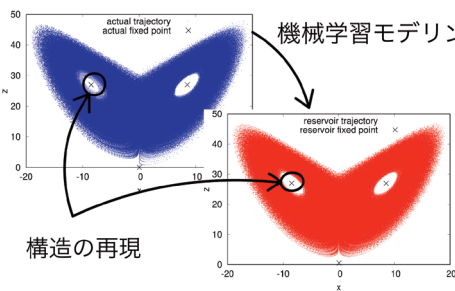 50
actual trajectory
actual fixed point
機械学習モデリン
40
30
z
20
10
0
-20
-10
0
10
x
50
reservoir trajectory
reservoir fixed point
40
30
z
20
10
0
-20
-10
0
10
20
x
構造の再現